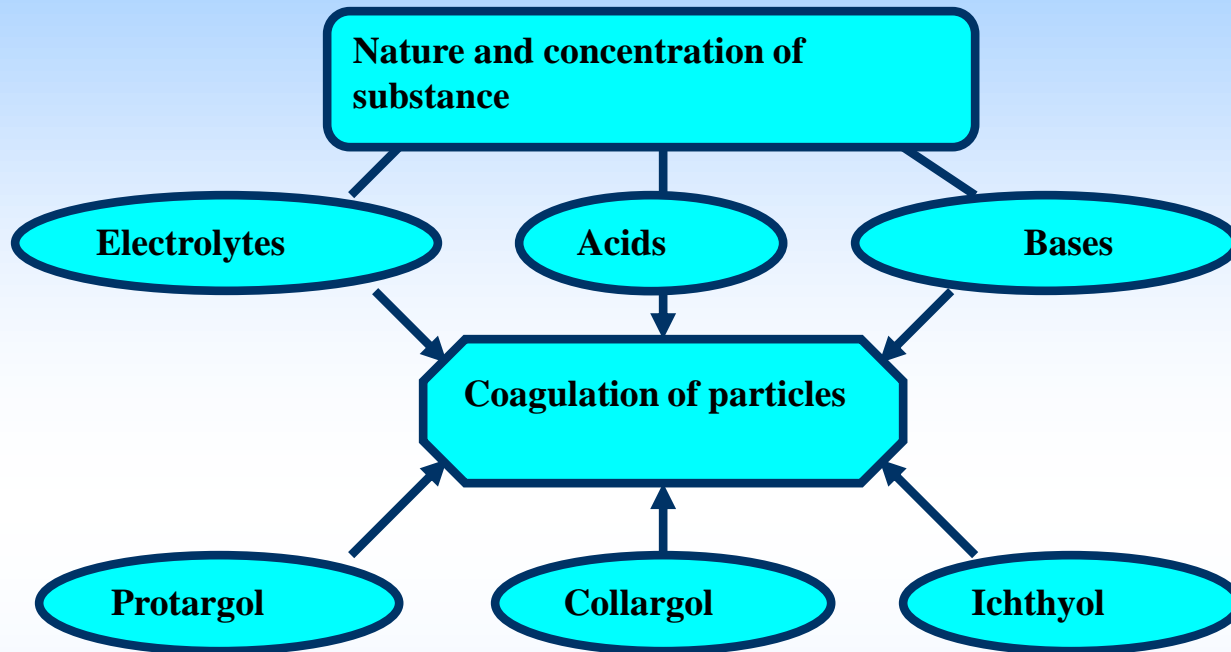 Nature and concentration of
substance
Electrolytes
Acids
Bases
Coagulation of particles
Protargol
Collargol
Ichthyol